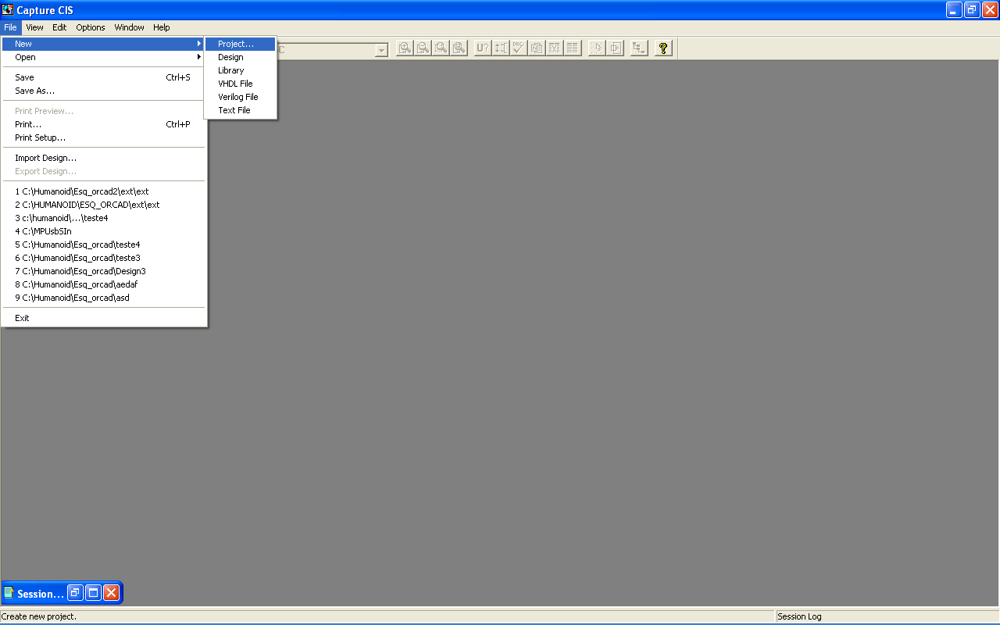 Capture CIS
File View Edit Options Window Help
New
Open
Save Ctrl+S
Save As...
Print Preview...
Print... Ctrl+P
Print Setup...
Import Design...
Export Design...
1 C:\Humanoid\Esq_orcad2\ext\ext
2 C:\HUMANOID\ESQ_ORCAD\ext\ext
3 c:\humanoid\...\teste4
4 C:\MPUsbSIn
5 C:\Humanoid\Esq_orcad\teste4
6 C:\Humanoid\Esq_orcad\teste3
7 C:\Humanoid\Esq_orcad\Design3
8 C:\Humanoid\Esq_orcad\aedaf
9 C:\Humanoid\Esq_orcad\asd
Exit
Project...
Design
Library
VHDL File
Verilog File
Text File
C
U?
DRC
?
Session...
Create new project.
Session Log